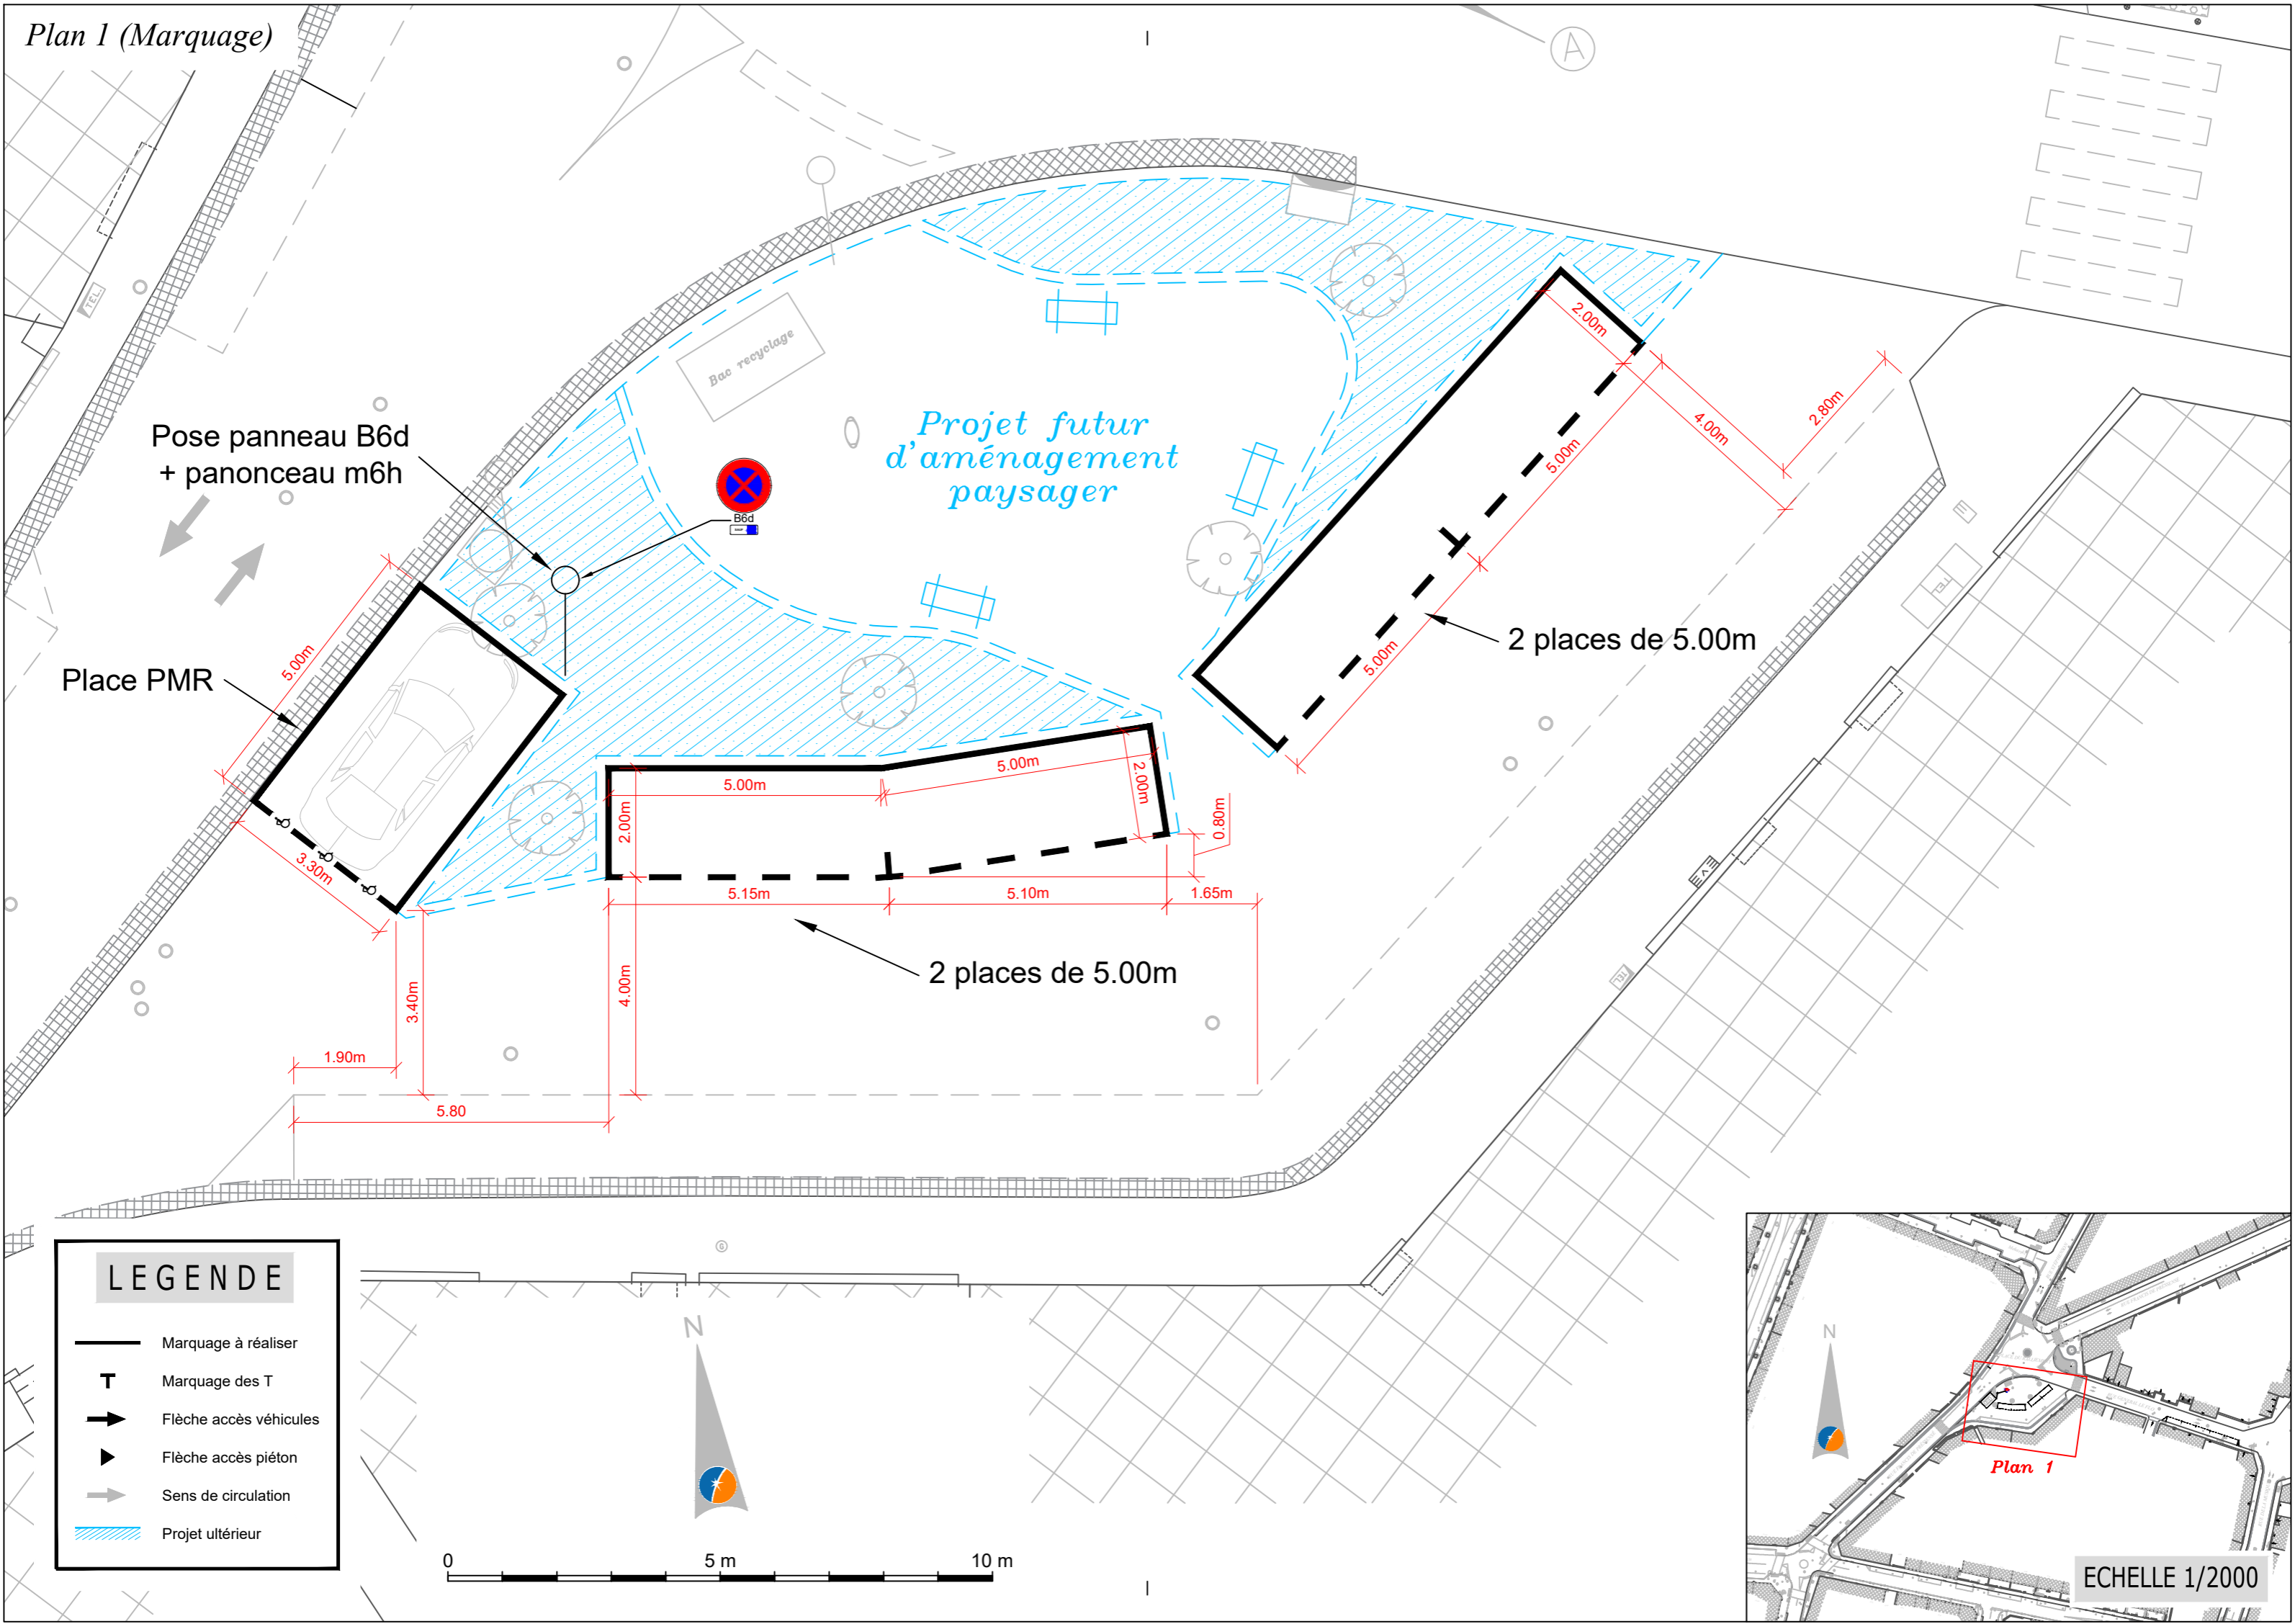 Plan 1 (Marquage)
A
TEL.
Bac recyclage
Projet futur
d'aménagement
paysager
Pose panneau B6d
+ panonceau m6h
B6d
Place PMR
5.00m
3.30m
2.00m
4.00m
2.80m
5.00m
5.00m
2 places de 5.00m
TEL
5.00m
5.00m
2.00m
2.00m
0.80m
5.15m
5.10m
1.65m
2 places de 5.00m
TEL
4.00m
3.40m
1.90m
5.80
G
LEGENDE
Marquage à réaliser
T
Marquage des T
Flèche accès véhicules
Flèche accès piéton
Sens de circulation
Projet ultérieur
N
0
5 m
10 m
N
Plan 1
ECHELLE 1/2000